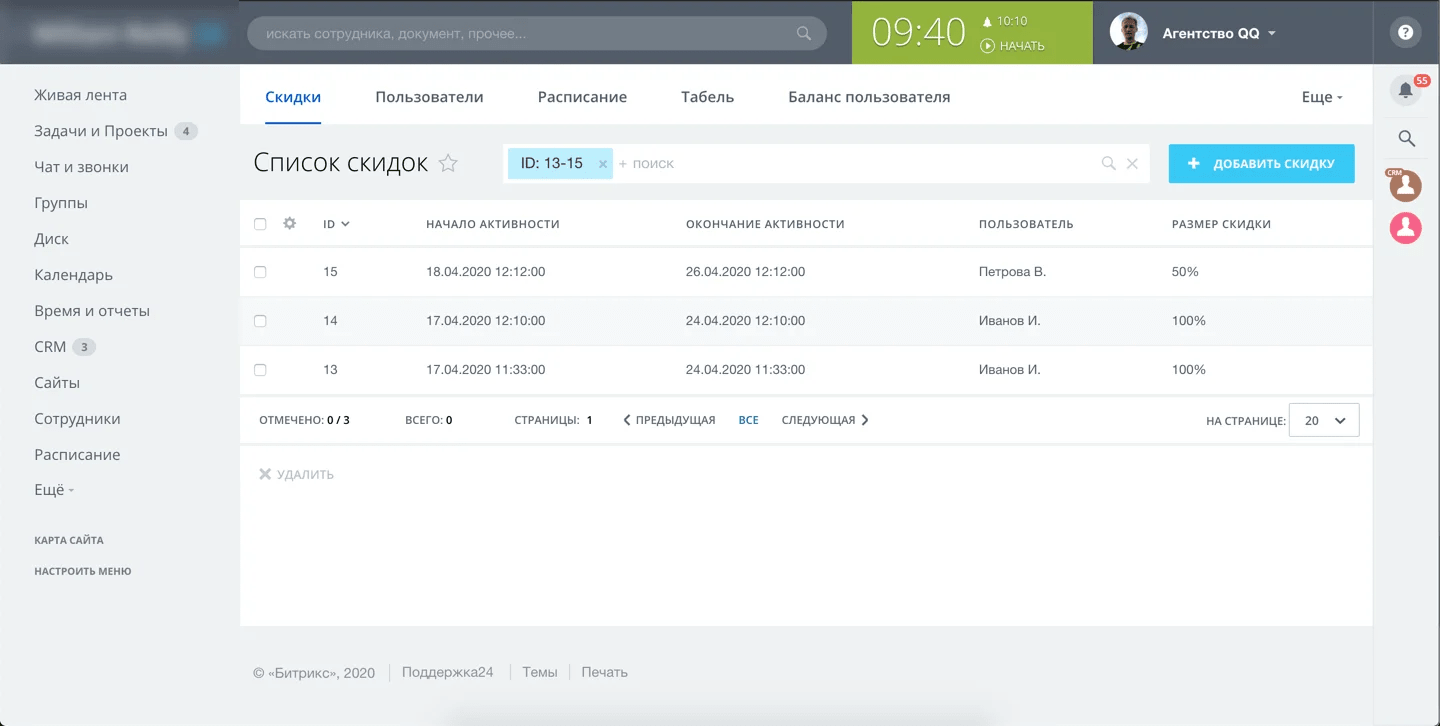 искать сотрудника, документ, прочее...
09:40
10:10
НАЧАТЬ
Агентство QQ
?
55
CRM
Живая лента
Задачи и Проекты 4
Чат и звонки
Группы
Диск
Календарь
Время и отчеты
CRM 3
Сайты
Сотрудники
Расписание
Ещё
КАРТА САЙТА
НАСТРОИТЬ МЕНЮ
Скидки Пользователи Расписание Табель Баланс пользователя Еще
Список скидок
ID: 13-15 × + поиск
+ ДОБАВИТЬ СКИДКУ
ID НАЧАЛО АКТИВНОСТИ ОКОНЧАНИЕ АКТИВНОСТИ ПОЛЬЗОВАТЕЛЬ РАЗМЕР СКИДКИ
15 18.04.2020 12:12:00 26.04.2020 12:12:00 Петрова В. 50%
14 17.04.2020 12:10:00 24.04.2020 12:10:00 Иванов И. 100%
13 17.04.2020 11:33:00 24.04.2020 11:33:00 Иванов И. 100%
ОТМЕЧЕНО: 0 / 3 ВСЕГО: 0 СТРАНИЦЫ: 1 ПРЕДЫДУЩАЯ ВСЕ СЛЕДУЮЩАЯ НА СТРАНИЦЕ: 20
УДАЛИТЬ
© «Битрикс», 2020 Поддержка24 Темы Печать